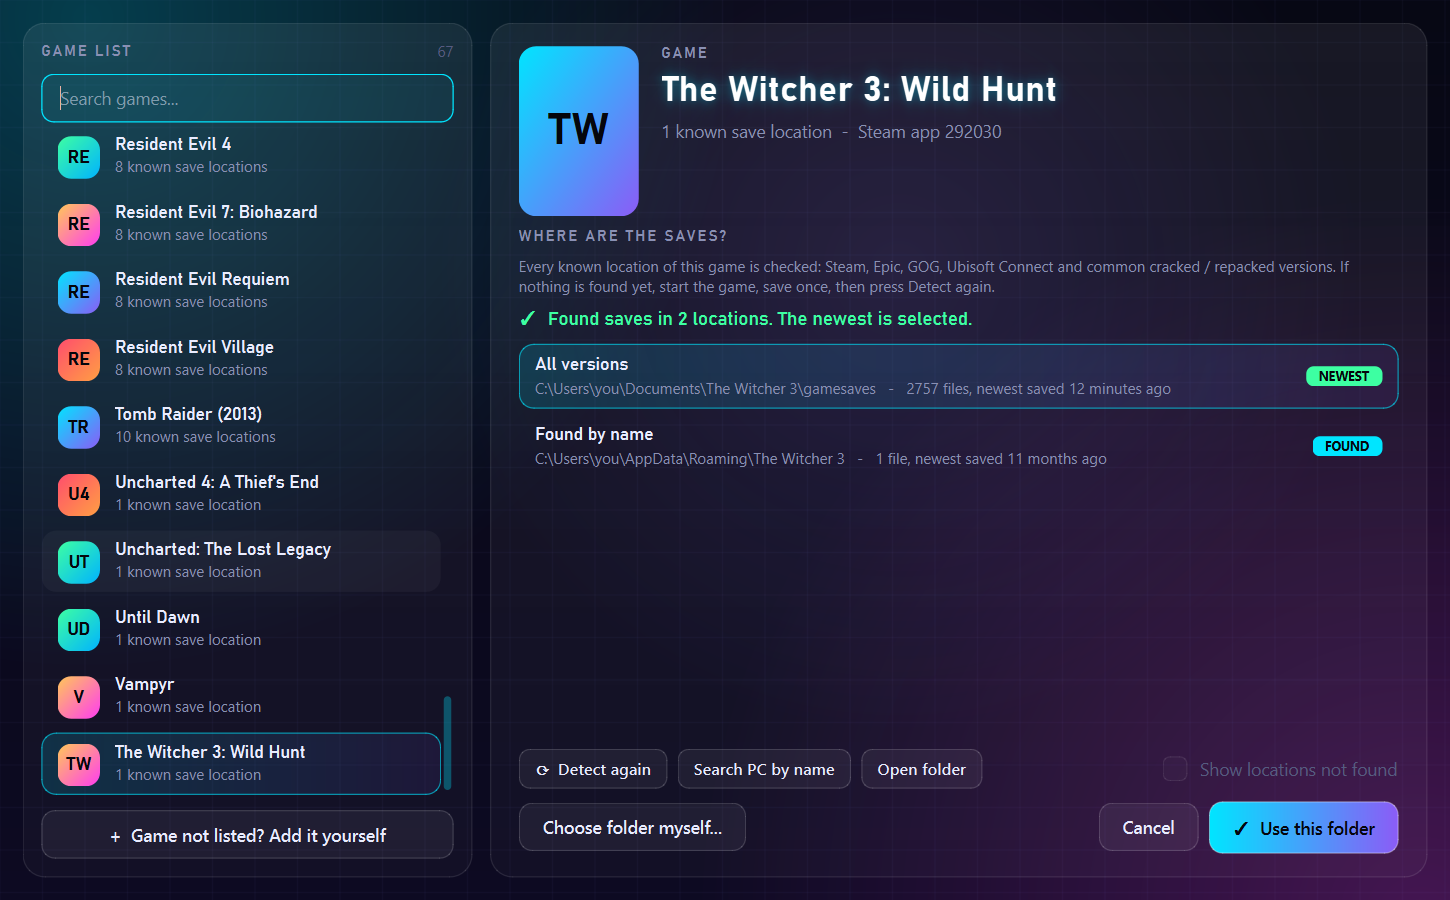 GAME LIST
67
Search games...
RE
Resident Evil 4
8 known save locations
RE
Resident Evil 7: Biohazard
8 known save locations
RE
Resident Evil Requiem
8 known save locations
RE
Resident Evil Village
8 known save locations
TR
Tomb Raider (2013)
10 known save locations
U4
Uncharted 4: A Thief's End
1 known save location
UT
Uncharted: The Lost Legacy
1 known save location
UD
Until Dawn
1 known save location
V
Vampyr
1 known save location
TW
The Witcher 3: Wild Hunt
1 known save location
+ Game not listed? Add it yourself
TW
GAME
The Witcher 3: Wild Hunt
1 known save location - Steam app 292030
WHERE ARE THE SAVES?
Every known location of this game is checked: Steam, Epic, GOG, Ubisoft Connect and common cracked / repacked versions. If
nothing is found yet, start the game, save once, then press Detect again.
✓ Found saves in 2 locations. The newest is selected.
All versions
C:\Users\you\Documents\The Witcher 3\gamesaves - 2757 files, newest saved 12 minutes ago
NEWEST
Found by name
C:\Users\you\AppData\Roaming\The Witcher 3 - 1 file, newest saved 11 months ago
FOUND
⟳ Detect again
Search PC by name
Open folder
Show locations not found
Choose folder myself...
Cancel
✓ Use this folder